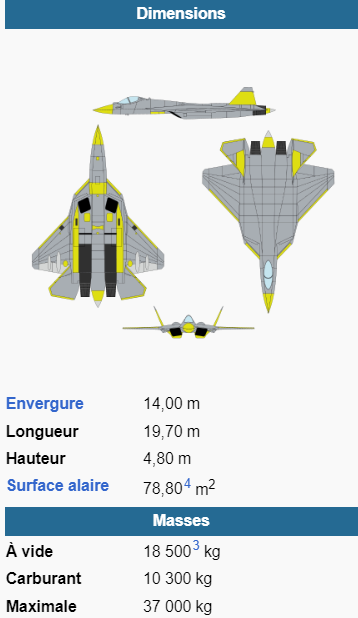 Dimensions
Envergure 14,00 m
Longueur 19,70 m
Hauteur 4,80 m
Surface alaire 78,80⁴ m²
Masses
À vide 18 500³ kg
Carburant 10 300 kg
Maximale 37 000 kg